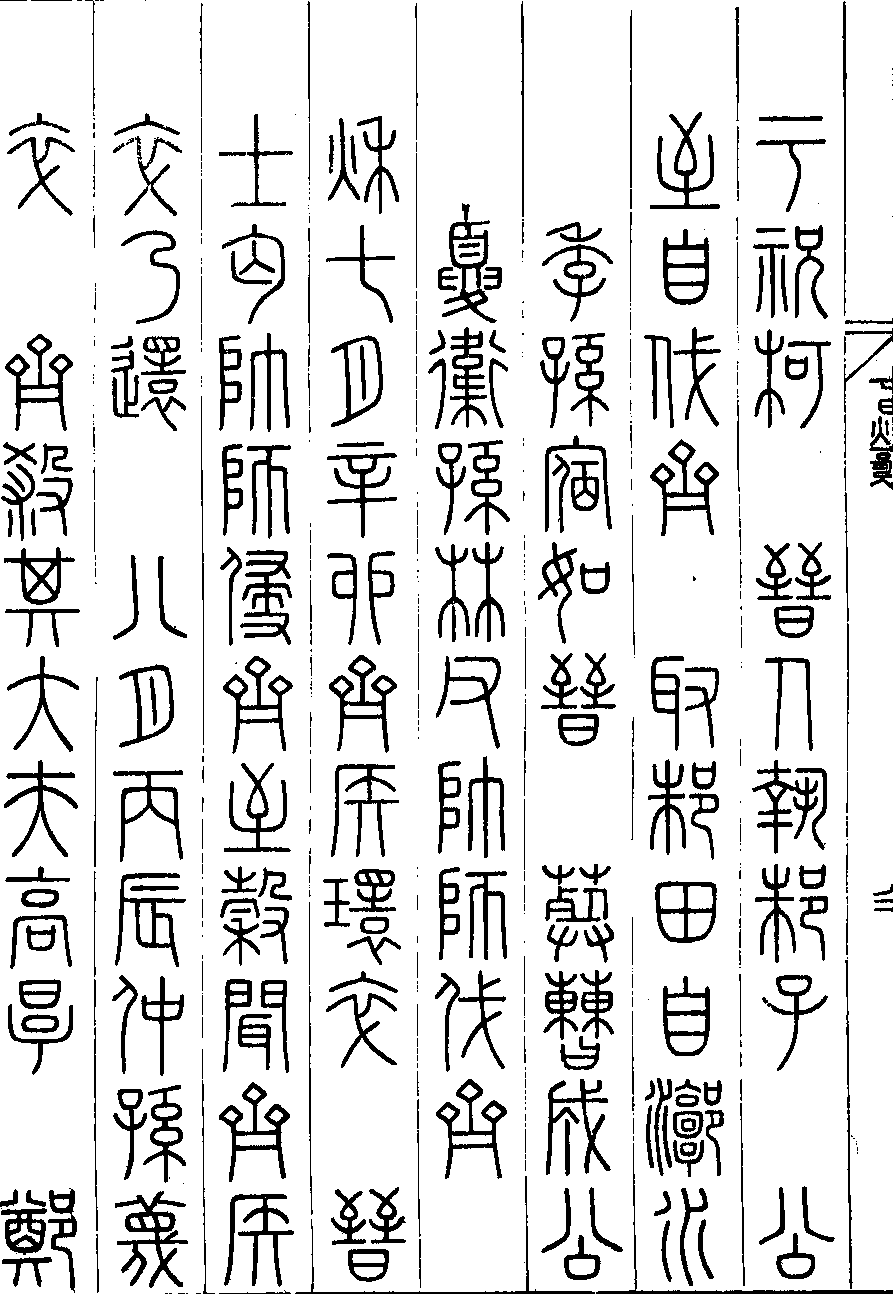 于祝柯　晉人執邾子　公
至自伐齊　取邾田自漷水
季孫宿如晉　葬曹成公
夏衛孫林父帥師伐齊
秋七月辛卯齊侯環卒　晉
士匄帥師侵齊至穀聞齊侯
卒乃還　八月丙辰仲孫蔑
卒　齊殺其大夫高厚　鄭